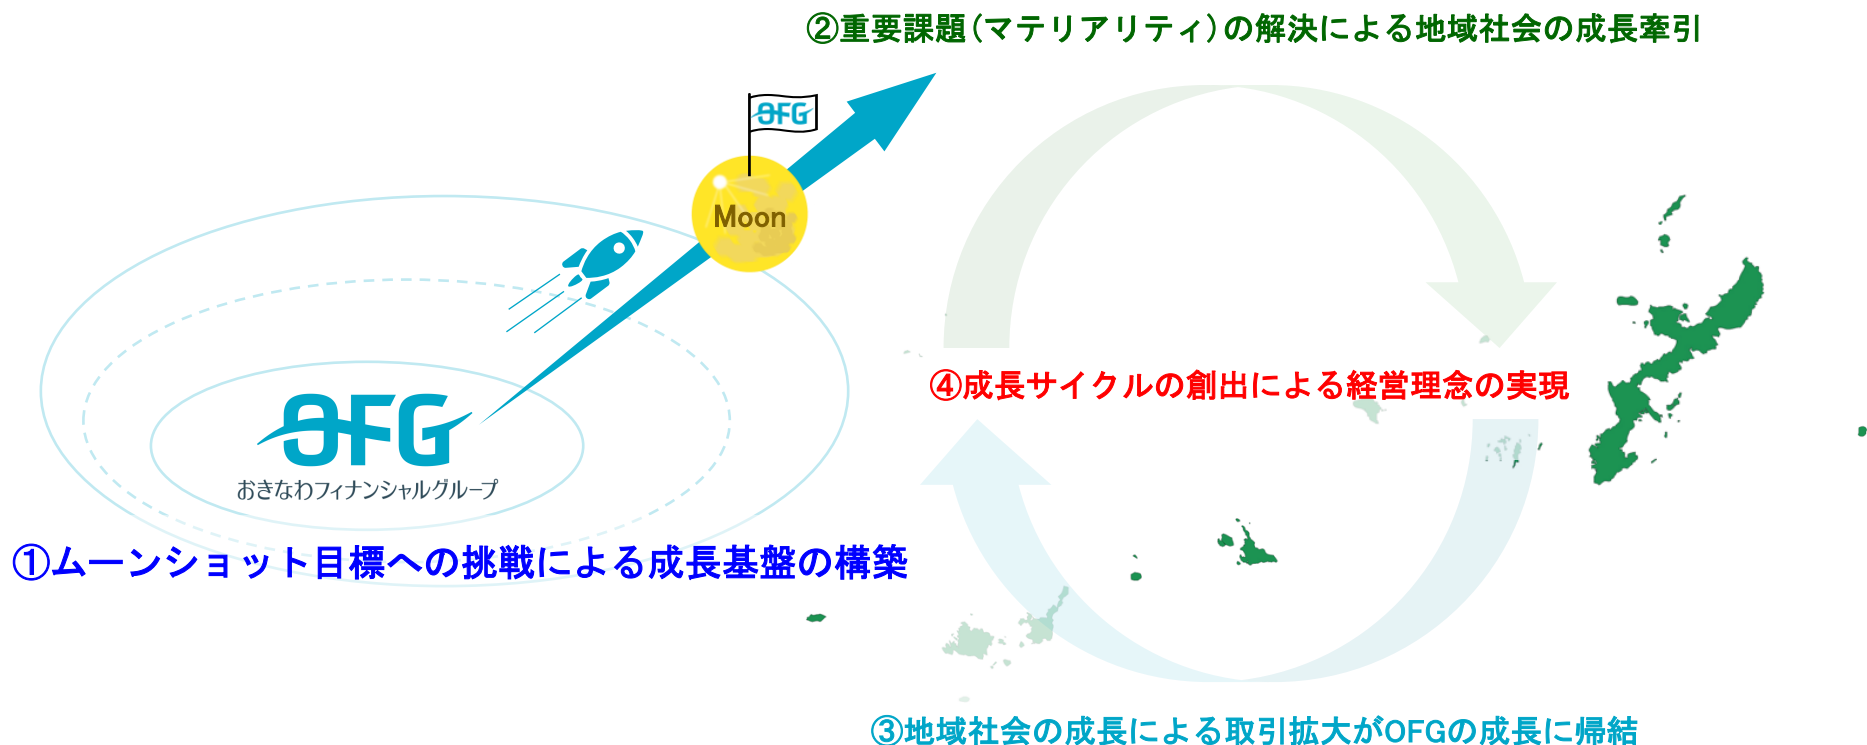 ②重要課題(マテリアリティ)の解決による地域社会の成長牽引
OFG
Moon
④成長サイクルの創出による経営理念の実現
OFG
おきなわフィナンシャルグループ
①ムーンショット目標への挑戦による成長基盤の構築
③地域社会の成長による取引拡大がOFGの成長に帰結